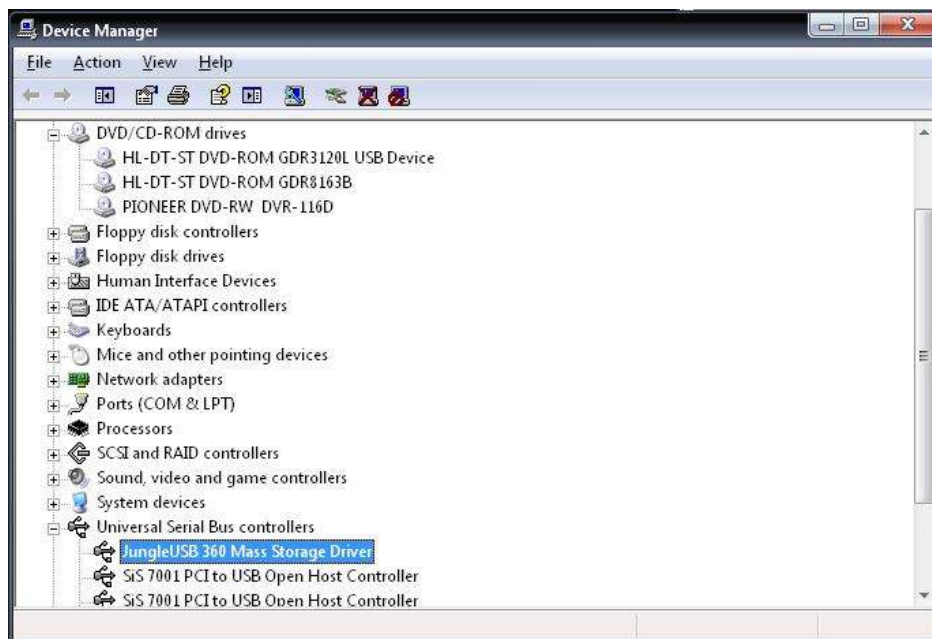 Device Manager
File Action View Help
DVD/CD-ROM drives
HL-DT-ST DVD-ROM GDR3120L USB Device
HL-DT-ST DVD-ROM GDR8163B
PIONEER DVD-RW DVR-116D
Floppy disk controllers
Floppy disk drives
Human Interface Devices
IDE ATA/ATAPI controllers
Keyboards
Mice and other pointing devices
Network adapters
Ports (COM & LPT)
Processors
SCSI and RAID controllers
Sound, video and game controllers
System devices
Universal Serial Bus controllers
JungleUSB 360 Mass Storage Driver
SiS 7001 PCI to USB Open Host Controller
SiS 7001 PCI to USB Open Host Controller